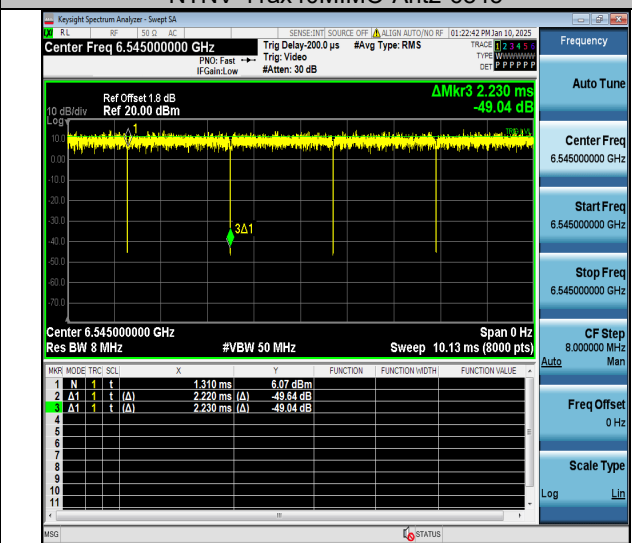 Keysight Spectrum Analyzer - Swept SA
RL RF 50 Ω AC SENSE:INT SOURCE OFF ALIGN AUTO/NO RF 01:22:42 PM Jan 10, 2025
Center Freq 6.545000000 GHz
Trig Delay-200.0 µs #Avg Type: RMS
TRACE 1 2 3 4 5 6
PNO: Fast Trig: Video
TYPE WWWWWW
IFGain:Low #Atten: 30 dB
DET P P P P P P
Frequency
Auto Tune
ΔMkr3 2.230 ms
-49.04 dB
Ref Offset 1.8 dB
10 dB/div Ref 20.00 dBm
Log
1
10.0
0.00
-10.0
-20.0
-30.0
-40.0
-50.0
-60.0
-70.0
3Δ1
Center 6.545000000 GHz Span 0 Hz
Res BW 8 MHz #VBW 50 MHz Sweep 10.13 ms (8000 pts)
MKR MODE TRC SCL X Y FUNCTION FUNCTION WIDTH FUNCTION VALUE
1 N 1 t 1.310 ms 6.07 dBm
2 Δ1 1 t (Δ) 2.220 ms (Δ) -49.64 dB
3 Δ1 1 t (Δ) 2.230 ms (Δ) -49.04 dB
4
5
6
7
8
9
10
11
Center Freq
6.545000000 GHz
Start Freq
6.545000000 GHz
Stop Freq
6.545000000 GHz
CF Step
8.000000 MHz
Auto Man
Freq Offset
0 Hz
Scale Type
Log Lin
MSG STATUS